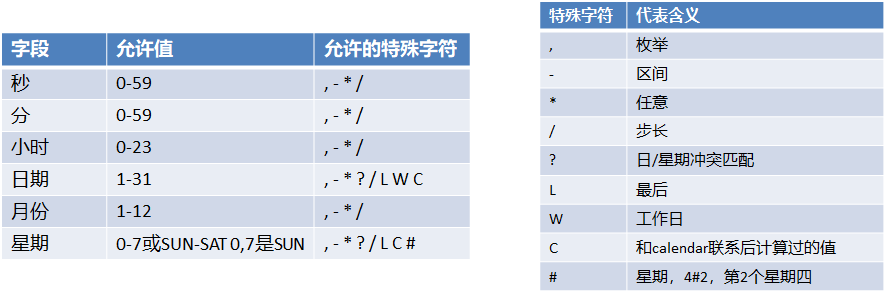 字段 允许值 允许的特殊字符
秒 0-59 , - * /
分 0-59 , - * /
小时 0-23 , - * /
日期 1-31 , - * ? / L W C
月份 1-12 , - * /
星期 0-7或SUN-SAT 0,7是SUN , - * ? / L C #
特殊字符 代表含义
, 枚举
- 区间
* 任意
/ 步长
? 日/星期冲突匹配
L 最后
W 工作日
C 和calendar联系后计算过的值
# 星期，4#2，第2个星期四